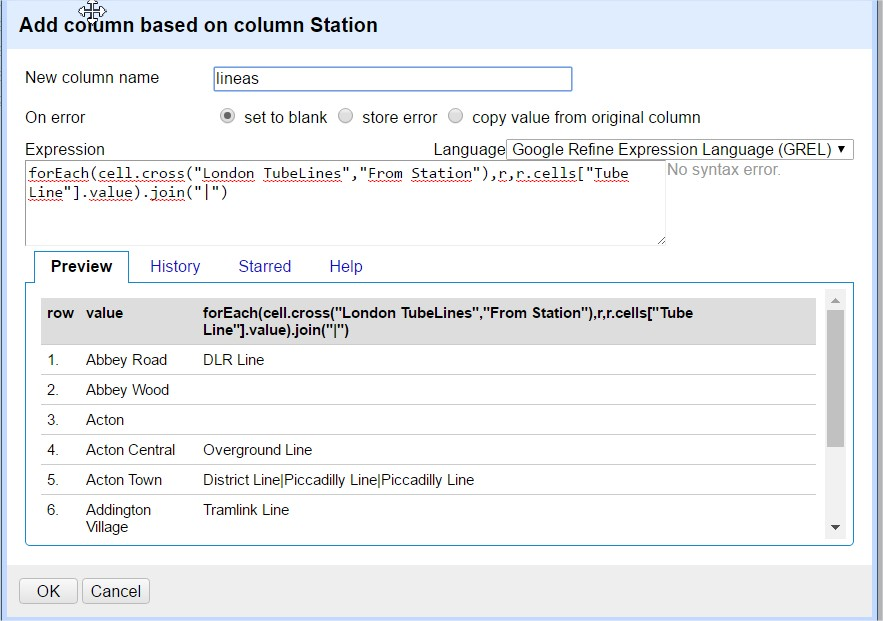 Add column based on column Station
New column name
lineas
On error
set to blank
store error
copy value from original column
Expression
Language
Google Refine Expression Language (GREL)
forEach(cell.cross("London TubeLines","From Station"),r,r.cells["Tube
Line"].value).join("|")
No syntax error.
Preview
History
Starred
Help
row value forEach(cell.cross("London TubeLines","From Station"),r,r.cells["Tube
Line"].value).join("|")
1. Abbey Road DLR Line
2. Abbey Wood
3. Acton
4. Acton Central Overground Line
5. Acton Town District Line|Piccadilly Line|Piccadilly Line
6. Addington Tramlink Line
Village
OK
Cancel